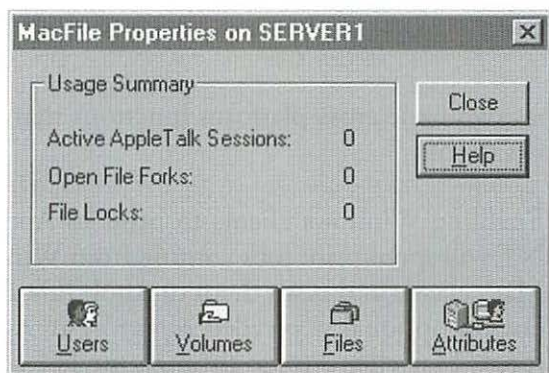 MacFile Properties on SERVER1
Usage Summary
Active AppleTalk Sessions: 0
Open File Forks: 0
File Locks: 0
Close
Help
Users
Volumes
Files
Attributes